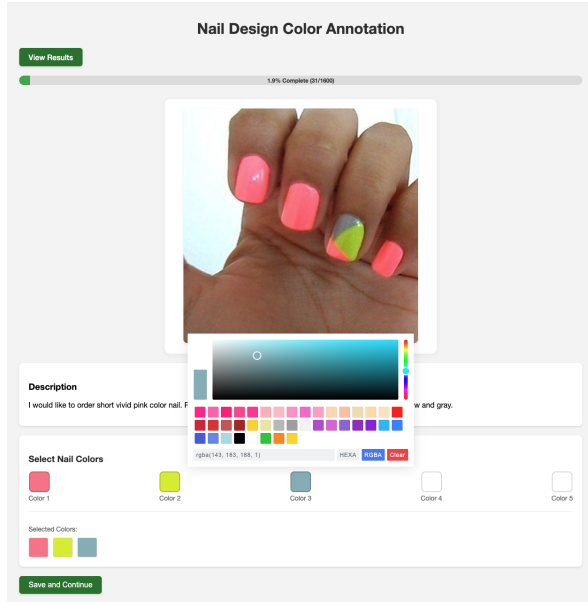 Nail Design Color Annotation
View Results
1.9% Complete (31/1600)
Description
I would like to order short vivid pink color nail. w and gray.
rgba(143, 183, 188, 1) HEXA RGBA Clear
Select Nail Colors
Color 1 Color 2 Color 3 Color 4 Color 5
Selected Colors:
Save and Continue